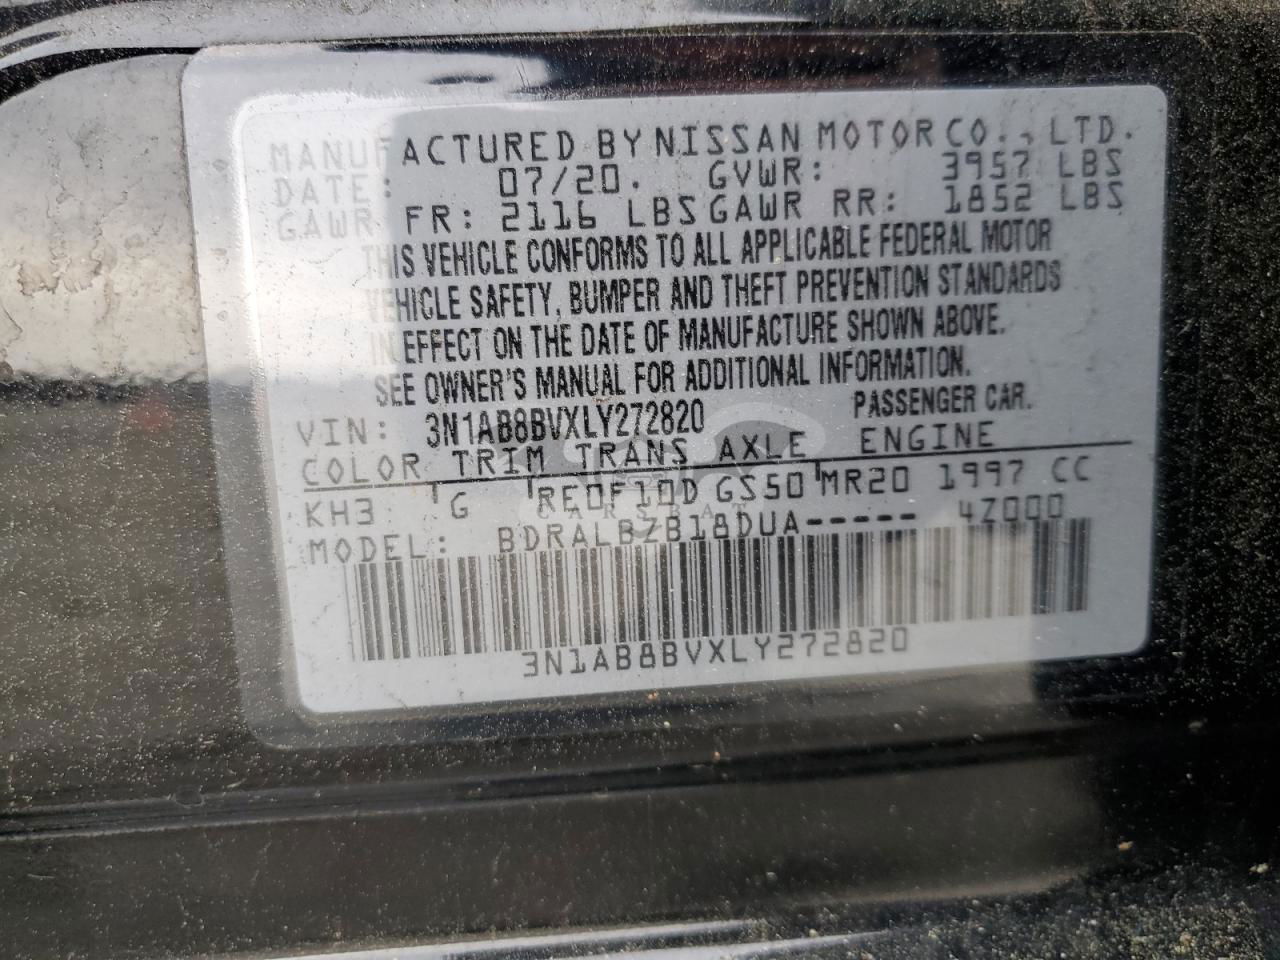 MANUFACTURED BY NISSAN MOTOR CO., LTD.
DATE: 07/20. GVWR: 3957 LBS
GAWR FR: 2116 LBS GAWR RR: 1852 LBS
THIS VEHICLE CONFORMS TO ALL APPLICABLE FEDERAL MOTOR
VEHICLE SAFETY, BUMPER AND THEFT PREVENTION STANDARDS
IN EFFECT ON THE DATE OF MANUFACTURE SHOWN ABOVE.
SEE OWNER'S MANUAL FOR ADDITIONAL INFORMATION.
VIN: 3N1AB8BVXLY272820 PASSENGER CAR.
COLOR TRIM TRANS AXLE ENGINE
KH3 G RE0F10D GS50 MR20 1997 CC
CARSBAT
MODEL: BDRALBZB18DUA----- 4Z000
3N1AB8BVXLY272820